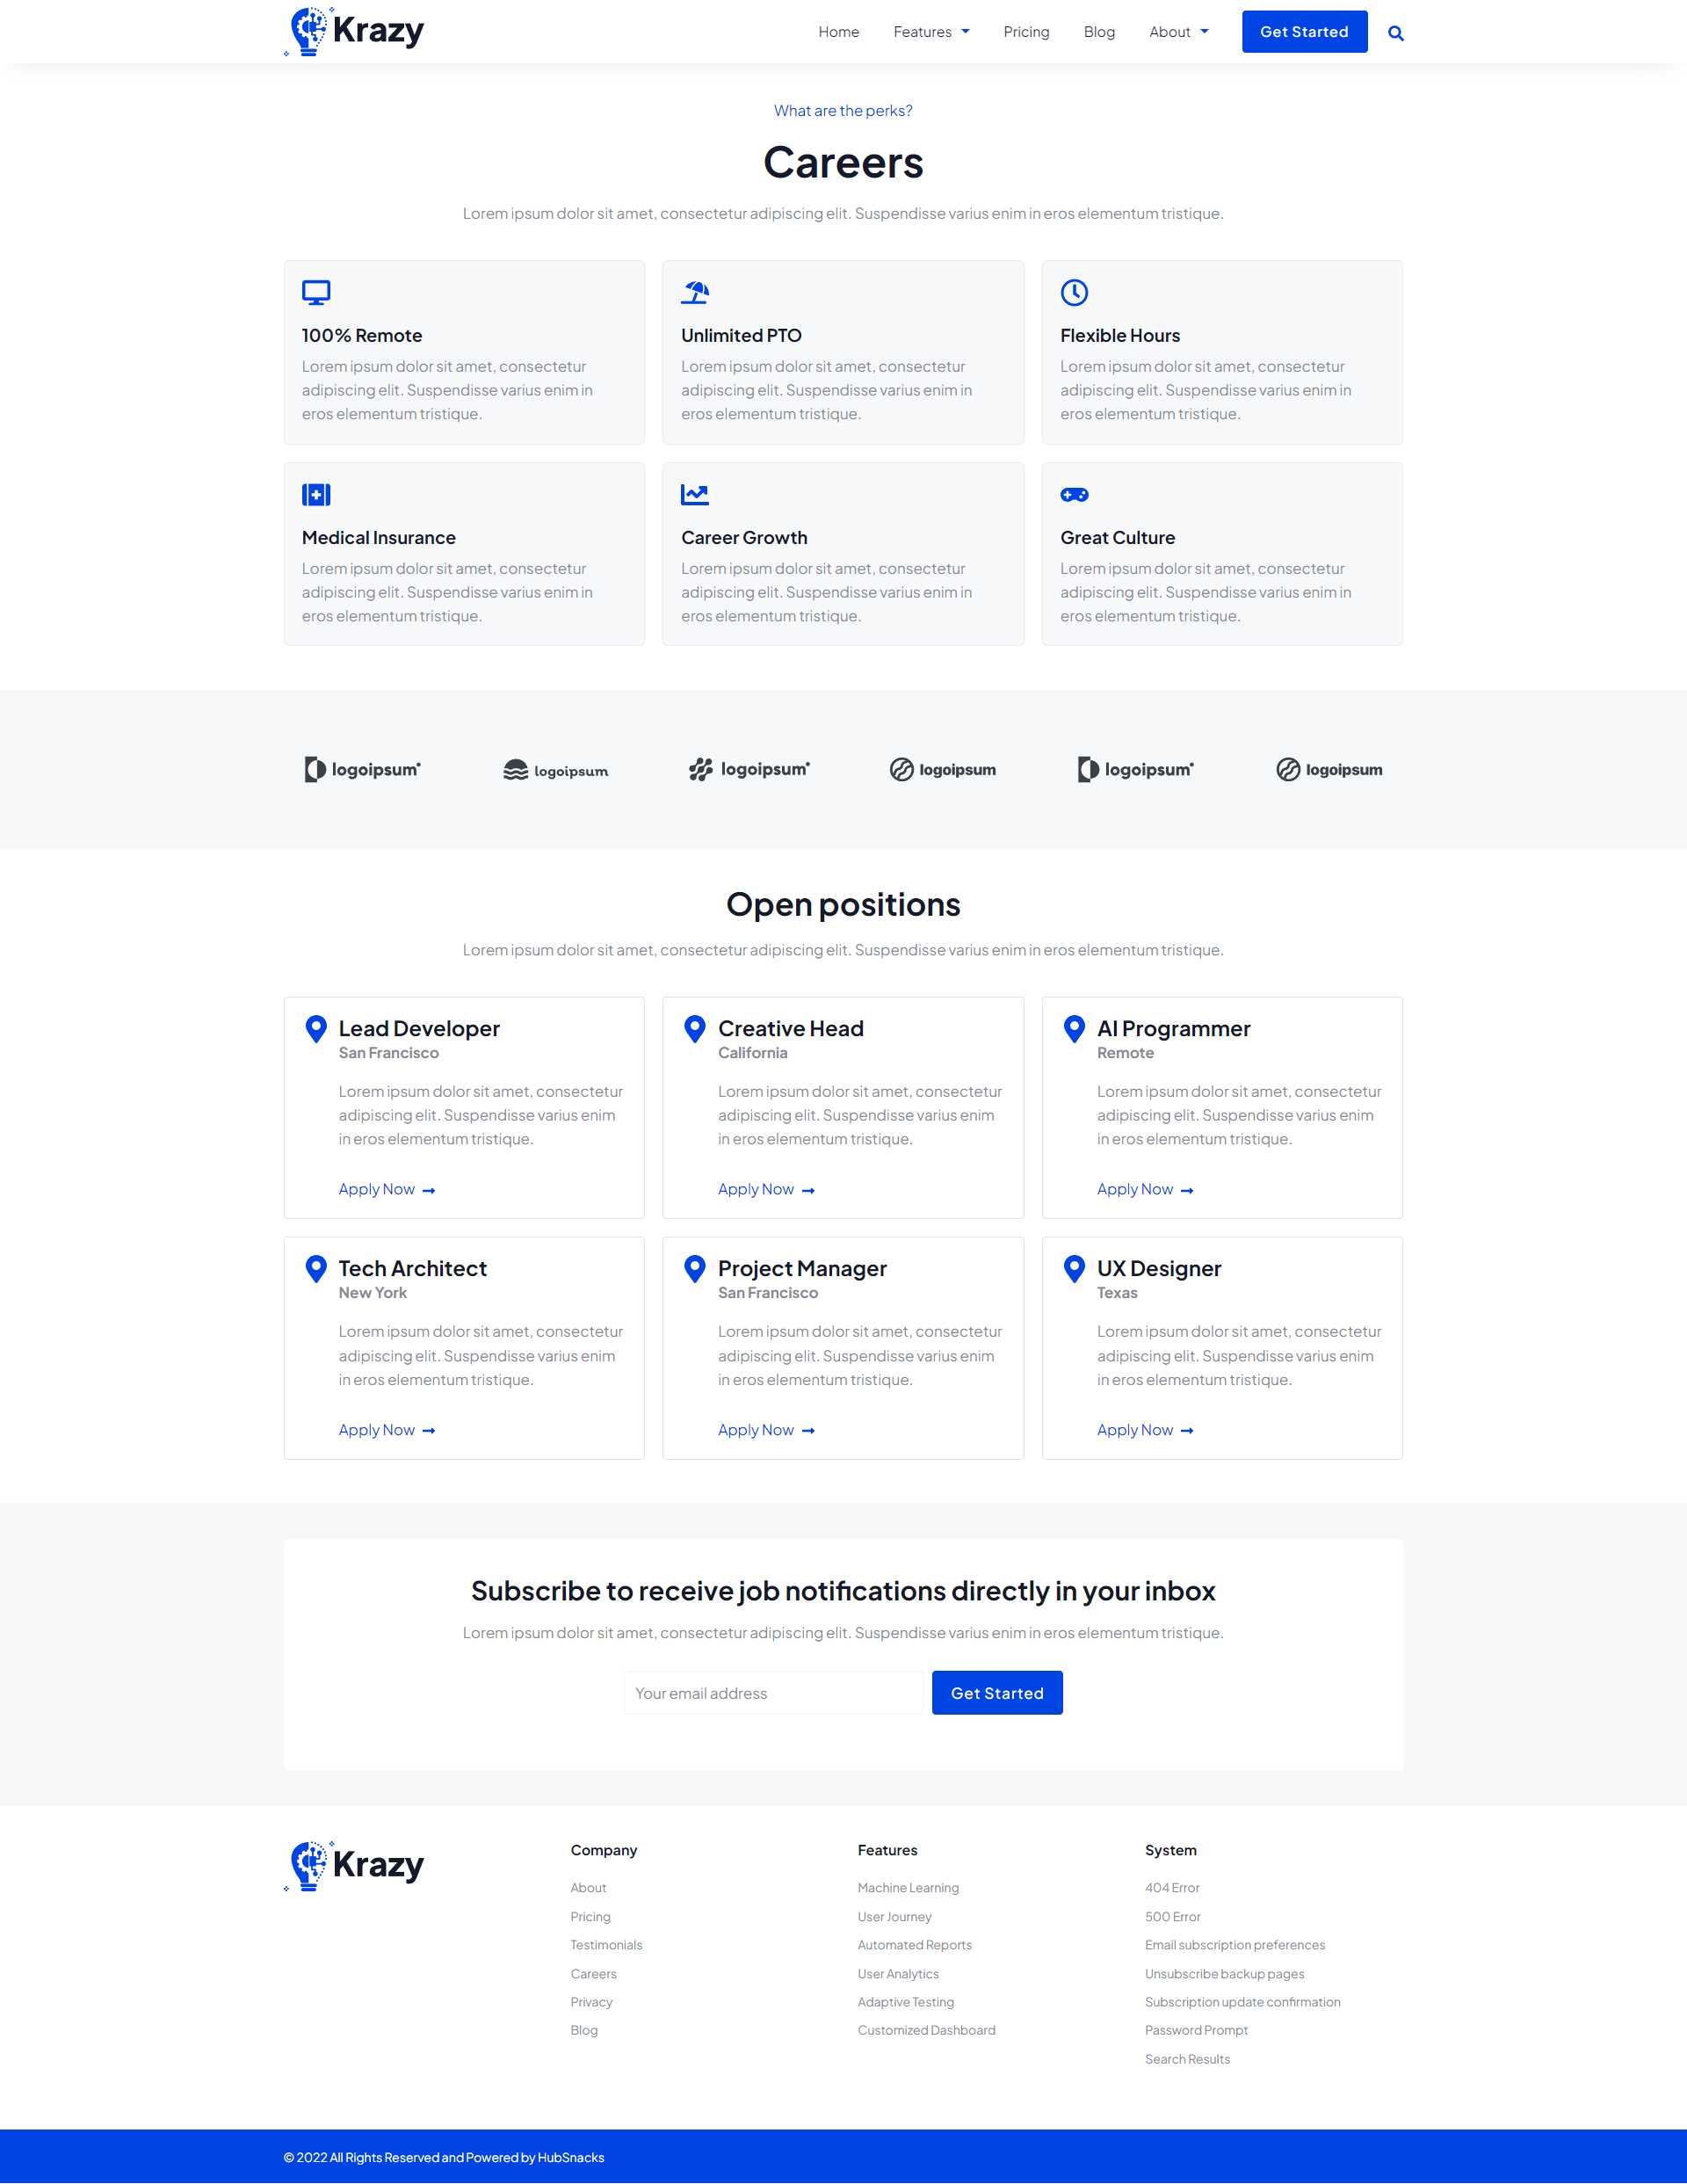 Krazy
Home
Features
Pricing
Blog
About
Get Started
What are the perks?
Careers
Lorem ipsum dolor sit amet, consectetur adipiscing elit. Suspendisse varius enim in eros elementum tristique.
100% Remote
Lorem ipsum dolor sit amet, consectetur
adipiscing elit. Suspendisse varius enim in
eros elementum tristique.
Unlimited PTO
Lorem ipsum dolor sit amet, consectetur
adipiscing elit. Suspendisse varius enim in
eros elementum tristique.
Flexible Hours
Lorem ipsum dolor sit amet, consectetur
adipiscing elit. Suspendisse varius enim in
eros elementum tristique.
Medical Insurance
Lorem ipsum dolor sit amet, consectetur
adipiscing elit. Suspendisse varius enim in
eros elementum tristique.
Career Growth
Lorem ipsum dolor sit amet, consectetur
adipiscing elit. Suspendisse varius enim in
eros elementum tristique.
Great Culture
Lorem ipsum dolor sit amet, consectetur
adipiscing elit. Suspendisse varius enim in
eros elementum tristique.
logoipsum
logoipsum
logoipsum
logoipsum
logoipsum
logoipsum
Open positions
Lorem ipsum dolor sit amet, consectetur adipiscing elit. Suspendisse varius enim in eros elementum tristique.
Lead Developer
San Francisco
Lorem ipsum dolor sit amet, consectetur
adipiscing elit. Suspendisse varius enim
in eros elementum tristique.
Apply Now
Creative Head
California
Lorem ipsum dolor sit amet, consectetur
adipiscing elit. Suspendisse varius enim
in eros elementum tristique.
Apply Now
AI Programmer
Remote
Lorem ipsum dolor sit amet, consectetur
adipiscing elit. Suspendisse varius enim
in eros elementum tristique.
Apply Now
Tech Architect
New York
Lorem ipsum dolor sit amet, consectetur
adipiscing elit. Suspendisse varius enim
in eros elementum tristique.
Apply Now
Project Manager
San Francisco
Lorem ipsum dolor sit amet, consectetur
adipiscing elit. Suspendisse varius enim
in eros elementum tristique.
Apply Now
UX Designer
Texas
Lorem ipsum dolor sit amet, consectetur
adipiscing elit. Suspendisse varius enim
in eros elementum tristique.
Apply Now
Subscribe to receive job notifications directly in your inbox
Lorem ipsum dolor sit amet, consectetur adipiscing elit. Suspendisse varius enim in eros elementum tristique.
Your email address
Get Started
Krazy
Company
About
Pricing
Testimonials
Careers
Privacy
Blog
Features
Machine Learning
User Journey
Automated Reports
User Analytics
Adaptive Testing
Customized Dashboard
System
404 Error
500 Error
Email subscription preferences
Unsubscribe backup pages
Subscription update confirmation
Password Prompt
Search Results
© 2022 All Rights Reserved and Powered by HubSnacks